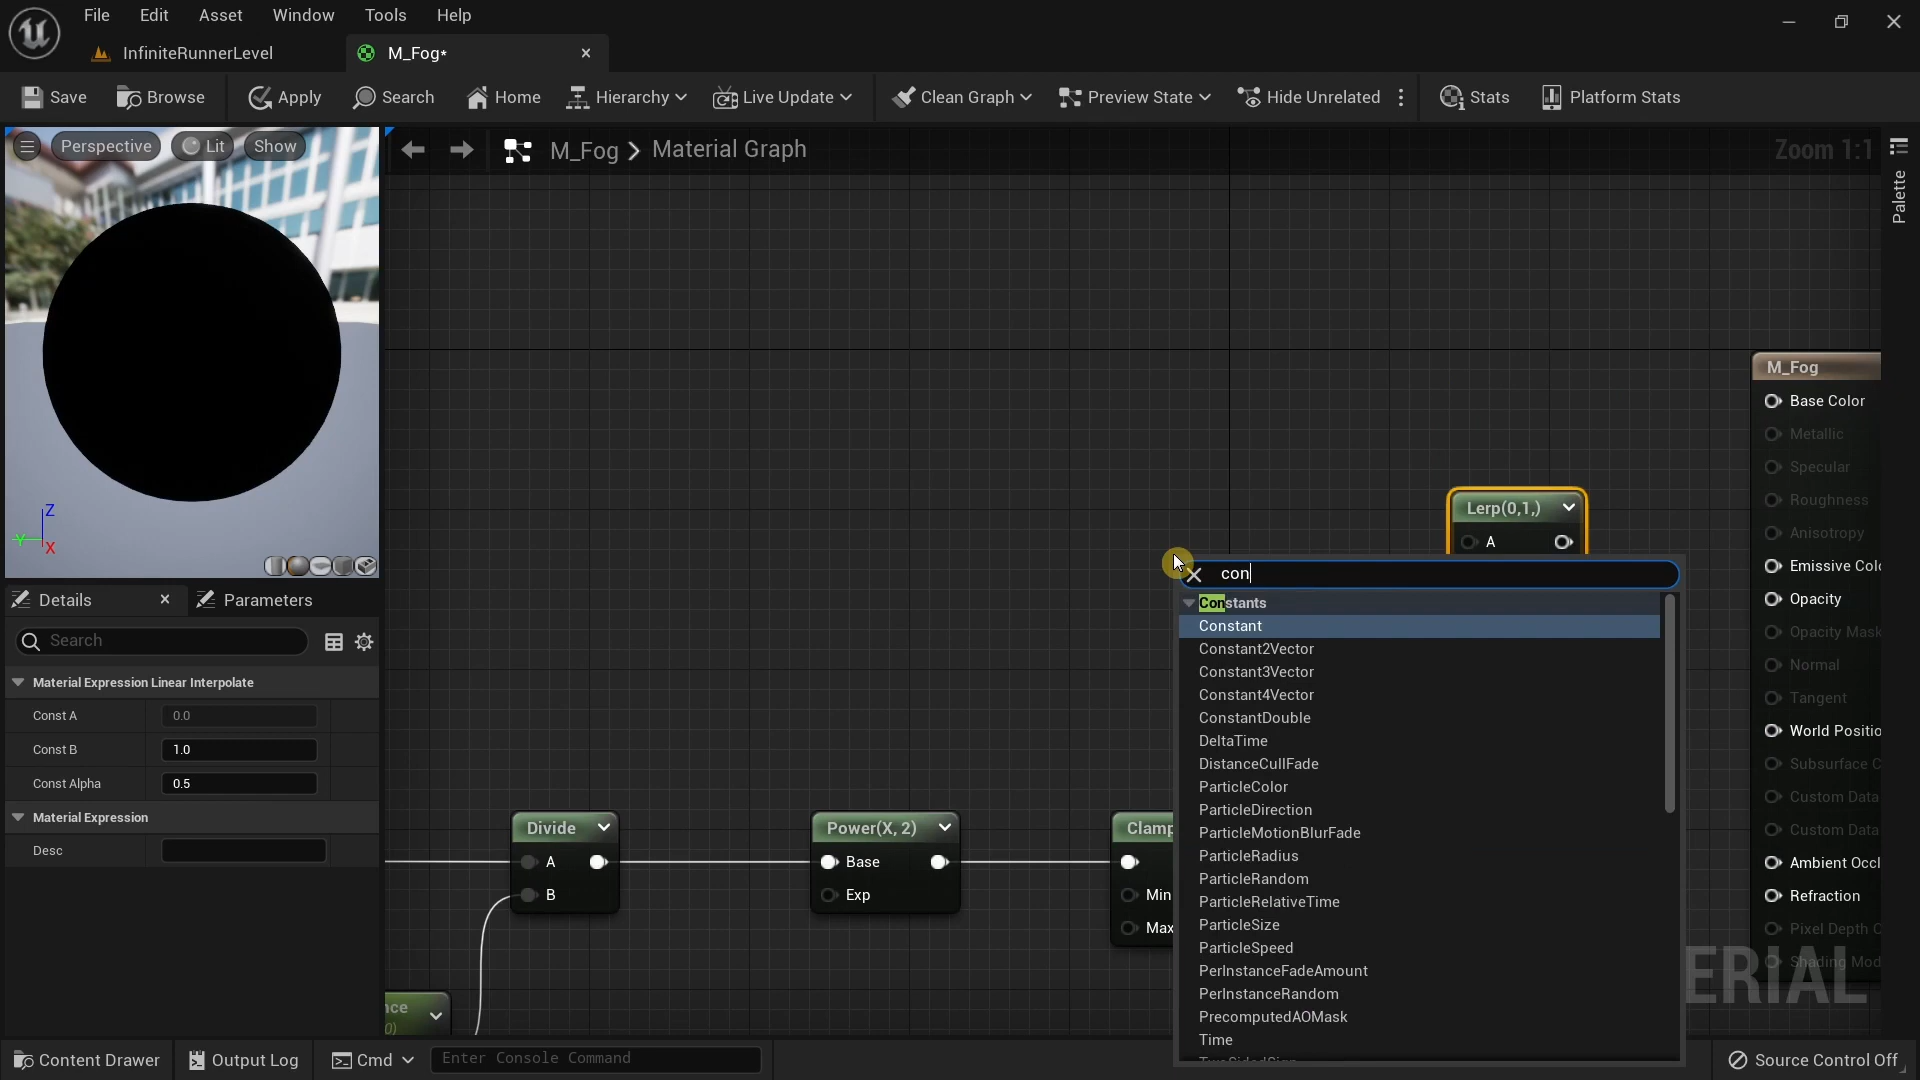 File Edit Asset Window Tools Help
InfiniteRunnerLevel M_Fog*
Save Browse Apply Search Home Hierarchy Live Update Clean Graph Preview State Hide Unrelated Stats Platform Stats
Perspective Lit Show
M_Fog > Material Graph Zoom 1:1
Palette
Z
Y
X
Details Parameters
Search
Material Expression Linear Interpolate
Const A 0.0
Const B 1.0
Const Alpha 0.5
Material Expression
Desc
Lerp(0,1,)
A
con
Constants
Constant
Constant2Vector
Constant3Vector
Constant4Vector
ConstantDouble
DeltaTime
DistanceCullFade
ParticleColor
ParticleDirection
ParticleMotionBlurFade
ParticleRadius
ParticleRandom
ParticleRelativeTime
ParticleSize
ParticleSpeed
PerInstanceFadeAmount
PerInstanceRandom
PrecomputedAOMask
Time
TwoSidedSign
Divide
A
B
Power(X, 2)
Base
Exp
Clamp
Min
Max
nce
0)
M_Fog
Base Color
Metallic
Specular
Roughness
Anisotropy
Emissive Colo
Opacity
Opacity Mask
Normal
Tangent
World Positio
Subsurface C
Custom Data
Custom Data
Ambient Occl
Refraction
Pixel Depth O
Shading Mod
ERIAL
Content Drawer Output Log Cmd Enter Console Command Source Control Off